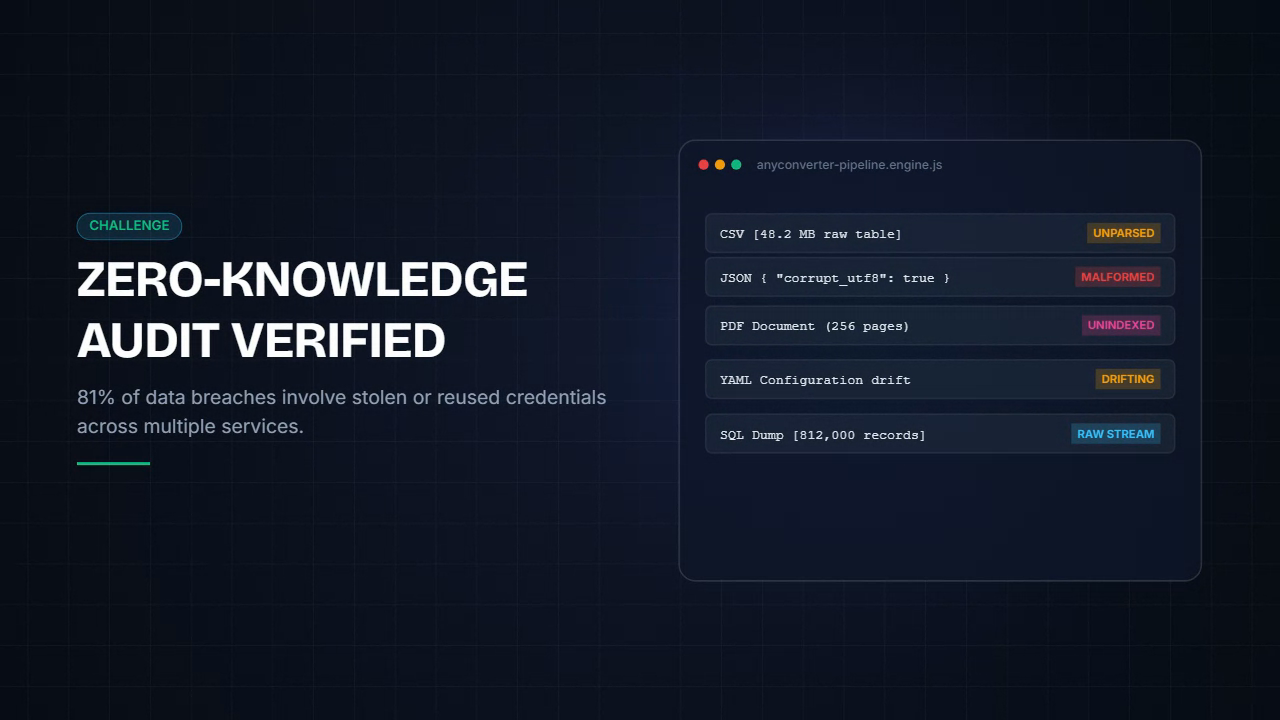 CHALLENGE
ZERO-KNOWLEDGE
AUDIT VERIFIED
81% of data breaches involve stolen or reused credentials
across multiple services.
anyconverter-pipeline.engine.js
CSV [48.2 MB raw table] UNPARSED
JSON { "corrupt_utf8": true } MALFORMED
PDF Document (256 pages) UNINDEXED
YAML Configuration drift DRIFTING
SQL Dump [812,000 records] RAW STREAM